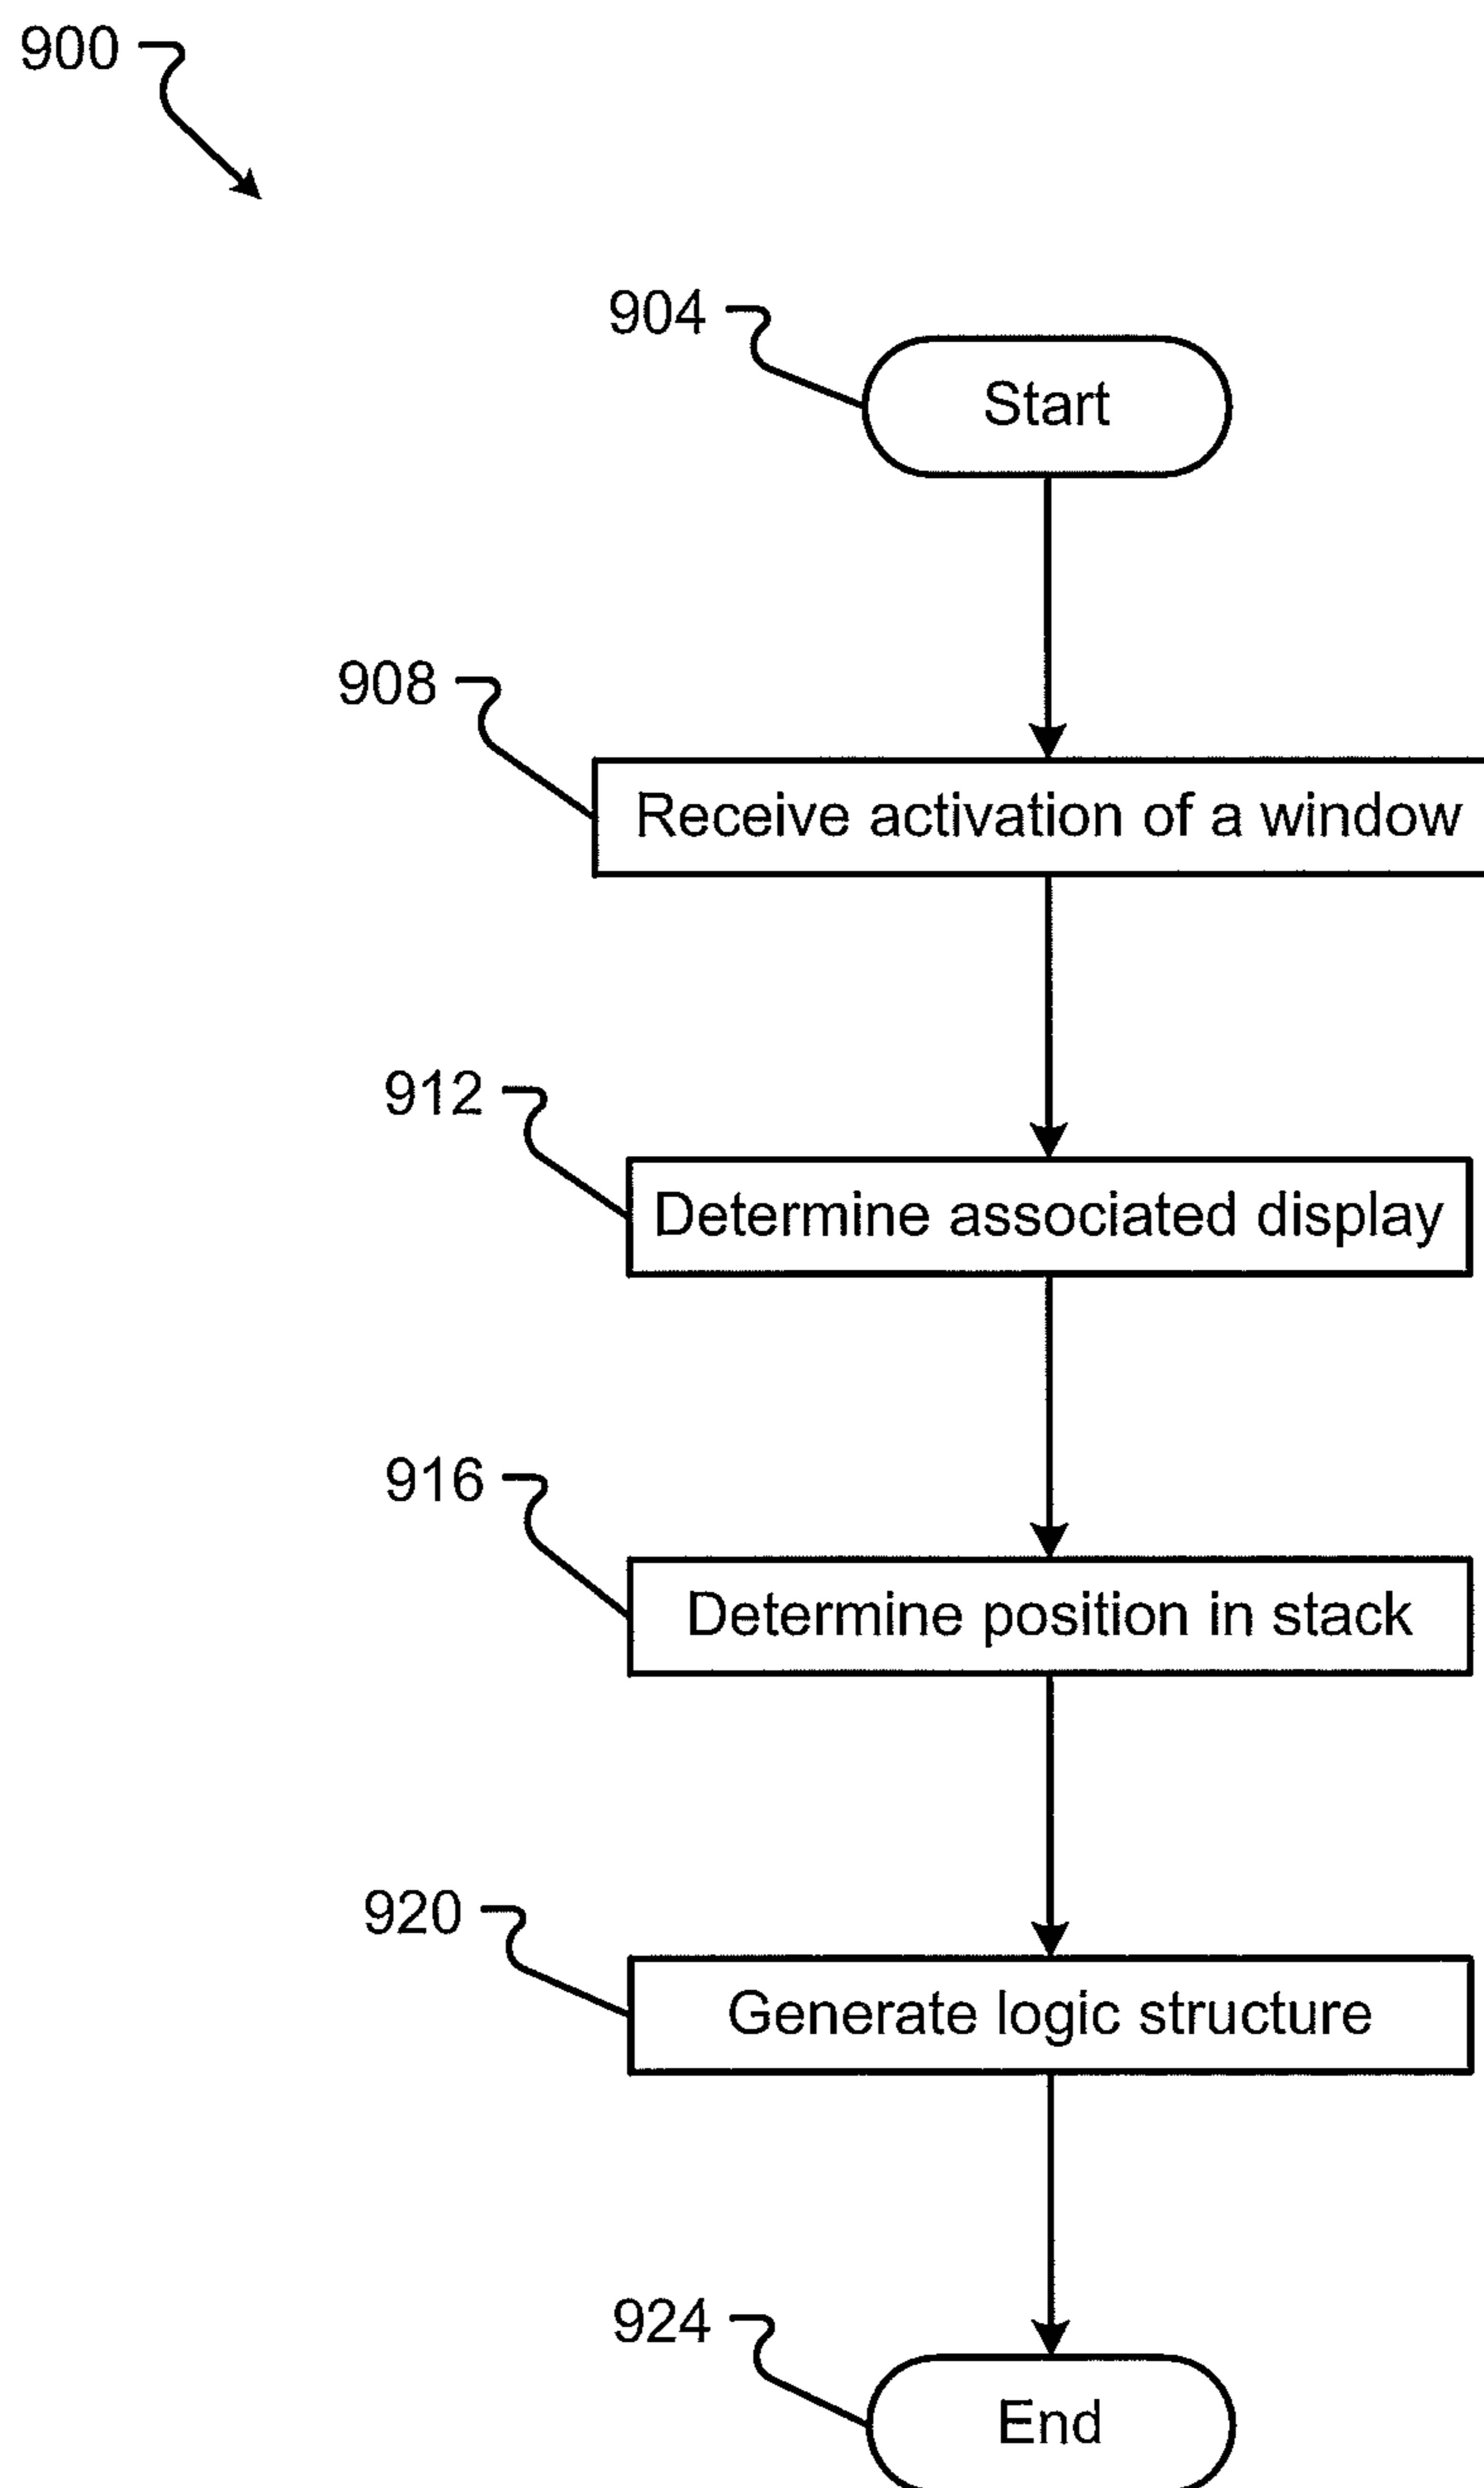 900
904
Start
908
Receive activation of a window
912
Determine associated display
916
Determine position in stack
920
Generate logic structure
924
End